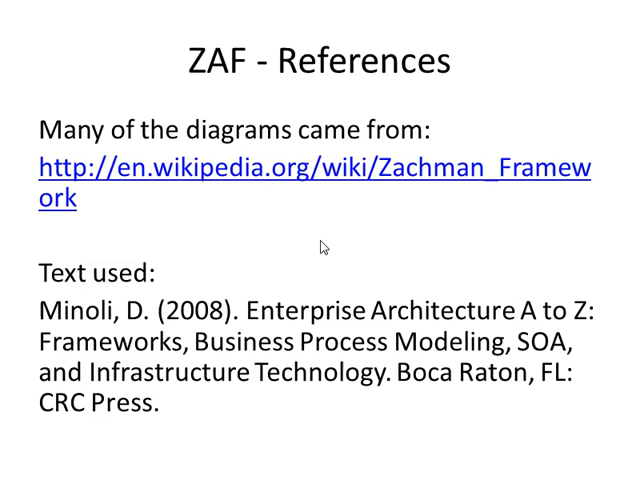 ZAF - References
Many of the diagrams came from:
http://en.wikipedia.org/wiki/Zachman_Framew
ork
Text used:
Minoli, D. (2008). Enterprise Architecture A to Z:
Frameworks, Business Process Modeling, SOA,
and Infrastructure Technology. Boca Raton, FL:
CRC Press.